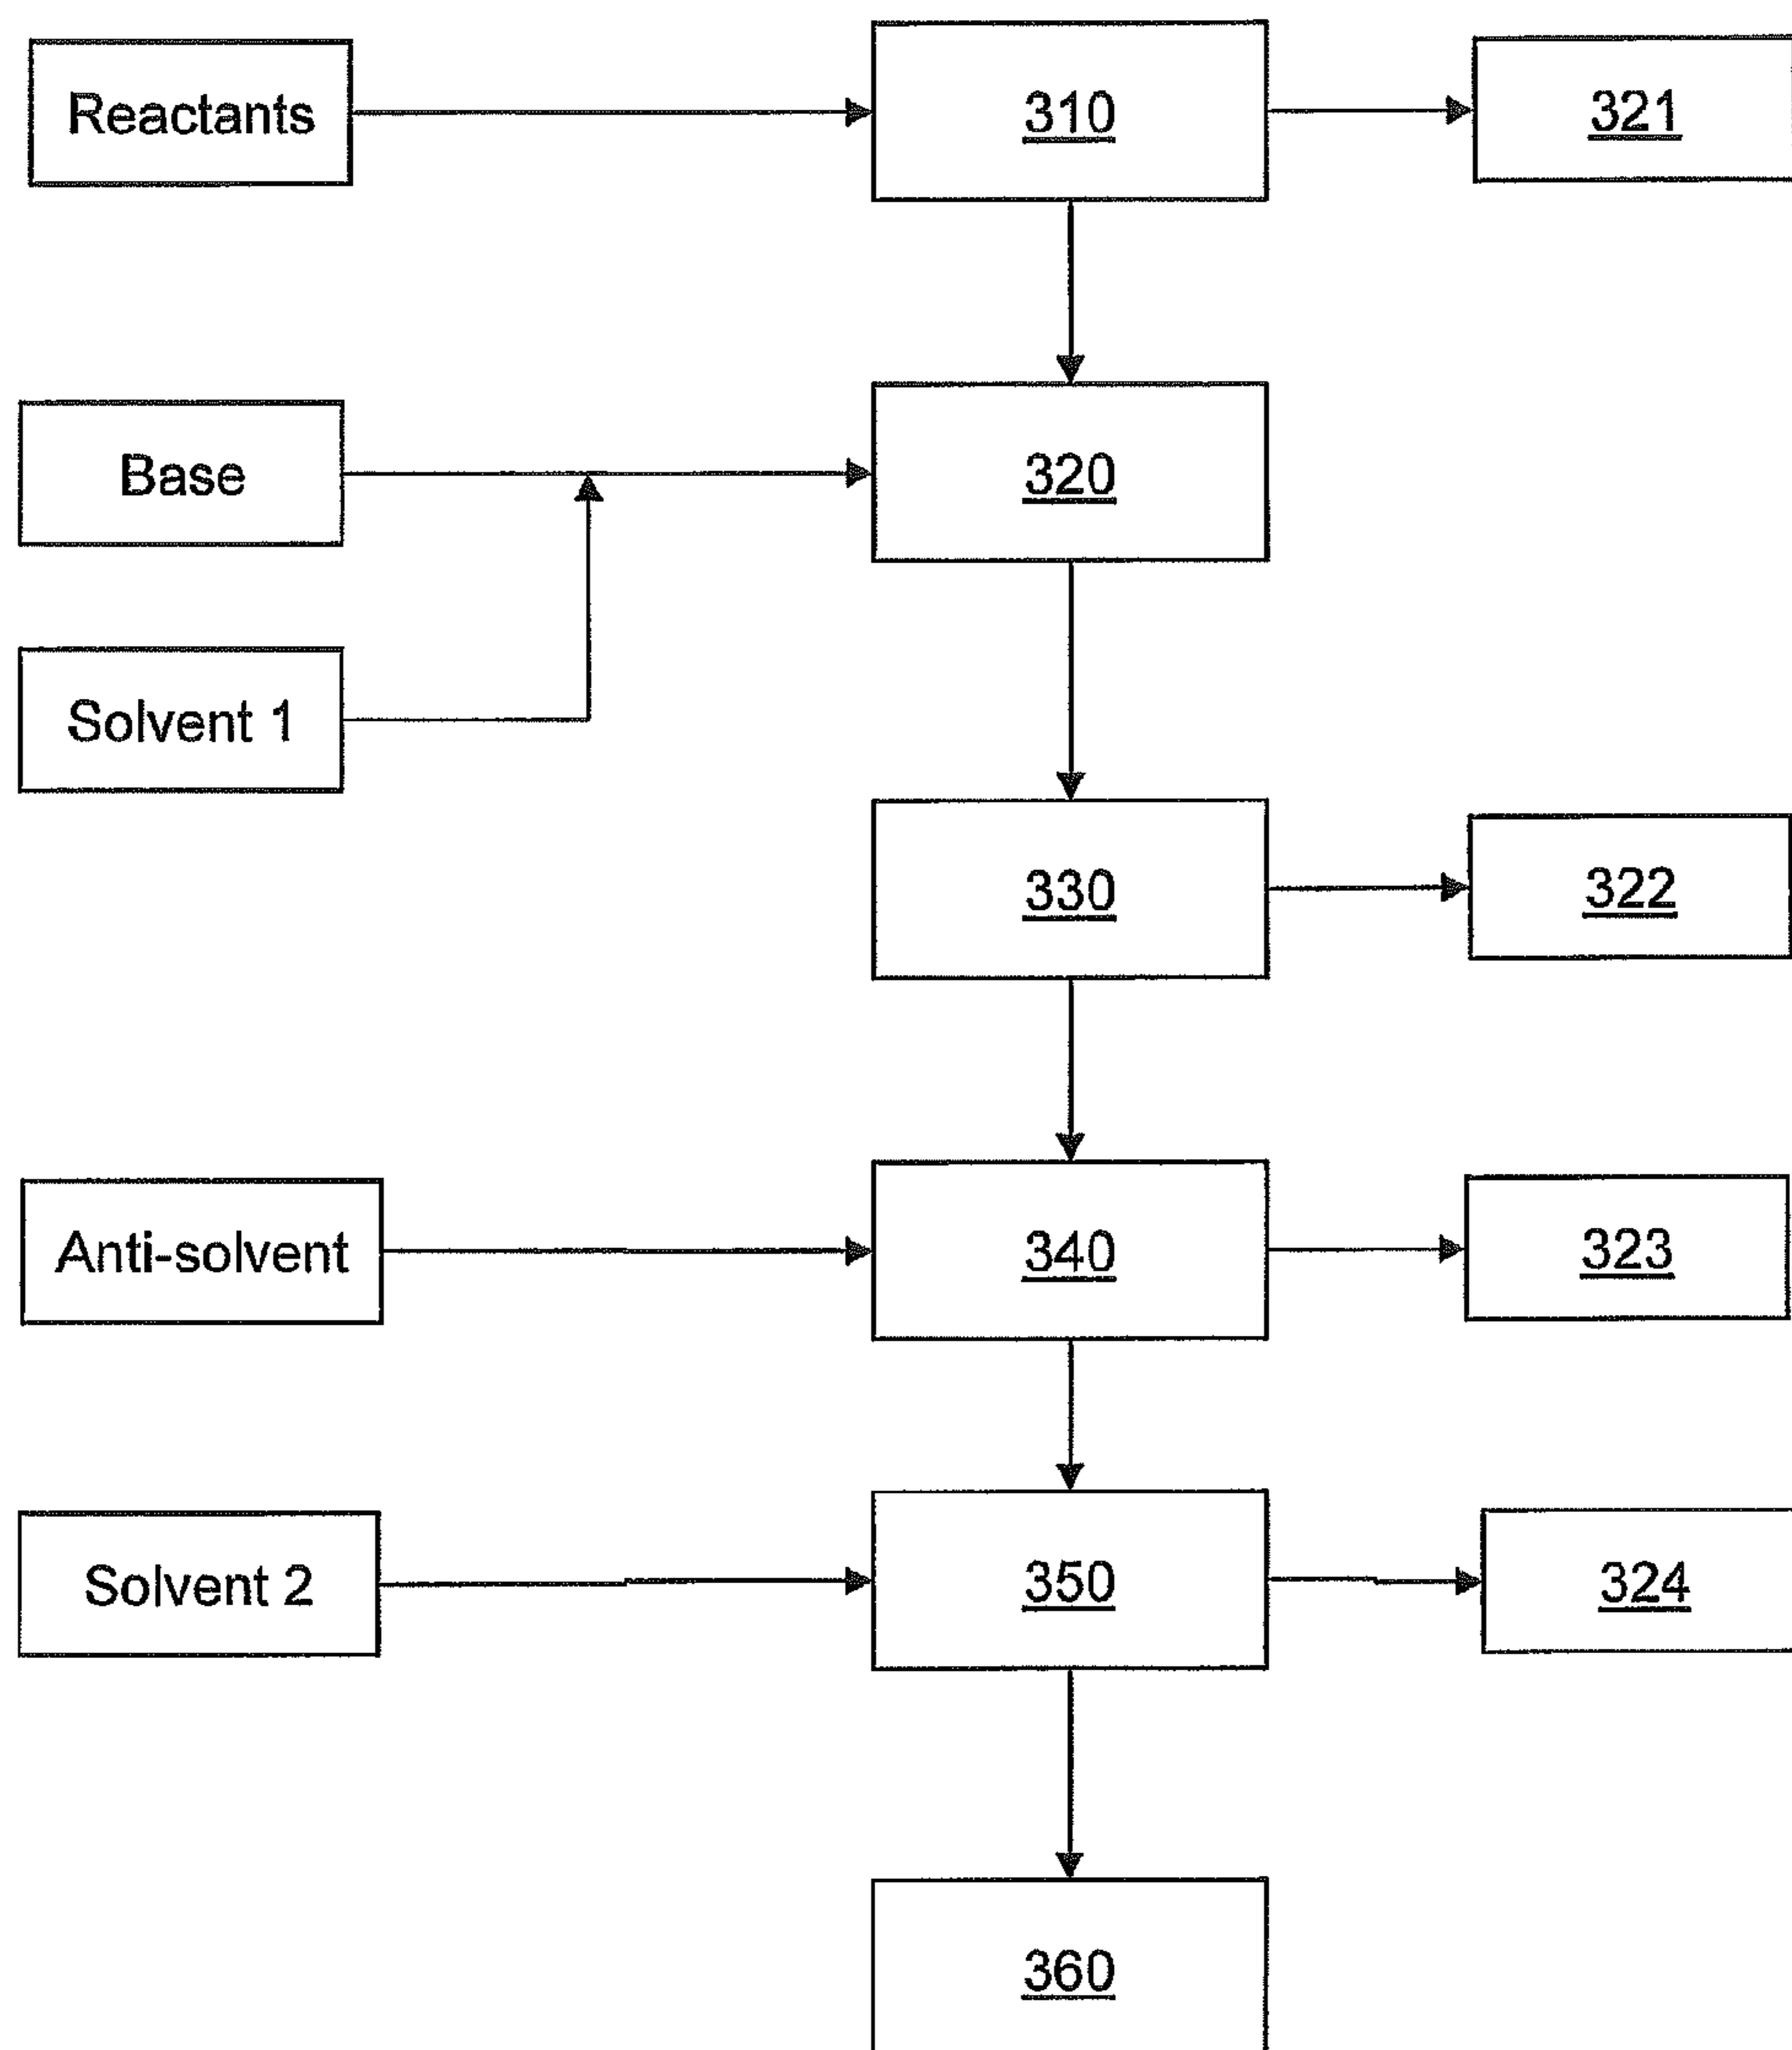 Reactants
310
321
Base
320
Solvent 1
330
322
Anti-solvent
340
323
Solvent 2
350
324
360